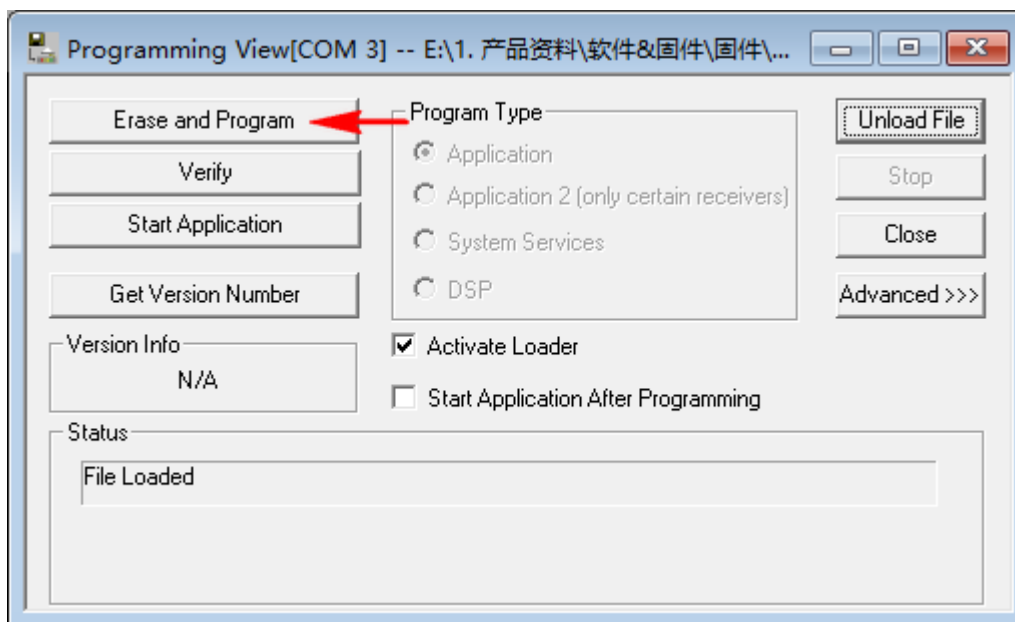 Programming View[COM 3] -- E:\1. 产品资料\软件&固件\固件\...
Erase and Program
Verify
Start Application
Get Version Number
Version Info
N/A
Program Type
Application
Application 2 (only certain receivers)
System Services
DSP
Activate Loader
Start Application After Programming
Unload File
Stop
Close
Advanced >>>
Status
File Loaded